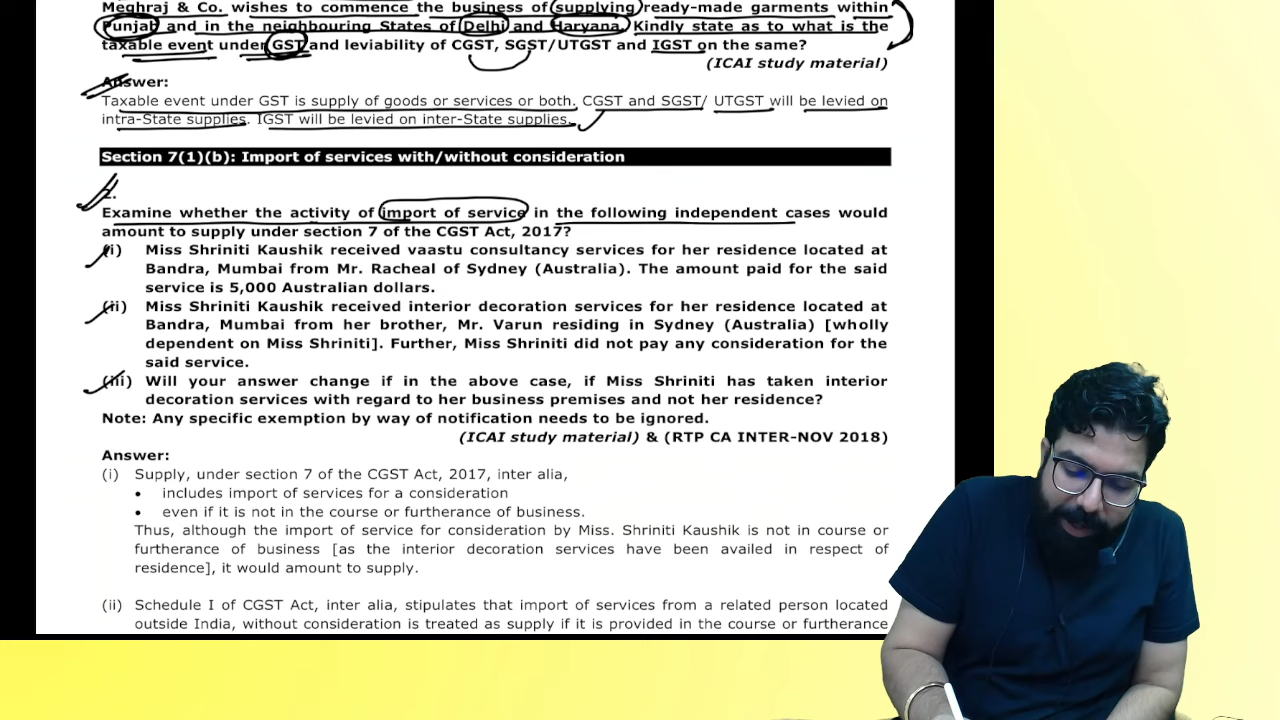 Meghraj & Co. wishes to commence the business of supplying ready-made garments within
Punjab and in the neighbouring States of Delhi and Haryana. Kindly state as to what is the
taxable event under GST and leviability of CGST, SGST/UTGST and IGST on the same?
(ICAI study material)
Answer:
Taxable event under GST is supply of goods or services or both. CGST and SGST/ UTGST will be levied on
intra-State supplies. IGST will be levied on inter-State supplies.
Section 7(1)(b): Import of services with/without consideration
2.
Examine whether the activity of import of service in the following independent cases would
amount to supply under section 7 of the CGST Act, 2017?
(i) Miss Shriniti Kaushik received vaastu consultancy services for her residence located at
Bandra, Mumbai from Mr. Racheal of Sydney (Australia). The amount paid for the said
service is 5,000 Australian dollars.
(ii) Miss Shriniti Kaushik received interior decoration services for her residence located at
Bandra, Mumbai from her brother, Mr. Varun residing in Sydney (Australia) [wholly
dependent on Miss Shriniti]. Further, Miss Shriniti did not pay any consideration for the
said service.
(iii) Will your answer change if in the above case, if Miss Shriniti has taken interior
decoration services with regard to her business premises and not her residence?
Note: Any specific exemption by way of notification needs to be ignored.
(ICAI study material) & (RTP CA INTER-NOV 2018)
Answer:
(i) Supply, under section 7 of the CGST Act, 2017, inter alia,
• includes import of services for a consideration
• even if it is not in the course or furtherance of business.
Thus, although the import of service for consideration by Miss. Shriniti Kaushik is not in course or
furtherance of business [as the interior decoration services have been availed in respect of
residence], it would amount to supply.
(ii) Schedule I of CGST Act, inter alia, stipulates that import of services from a related person located
outside India, without consideration is treated as supply if it is provided in the course or furtherance